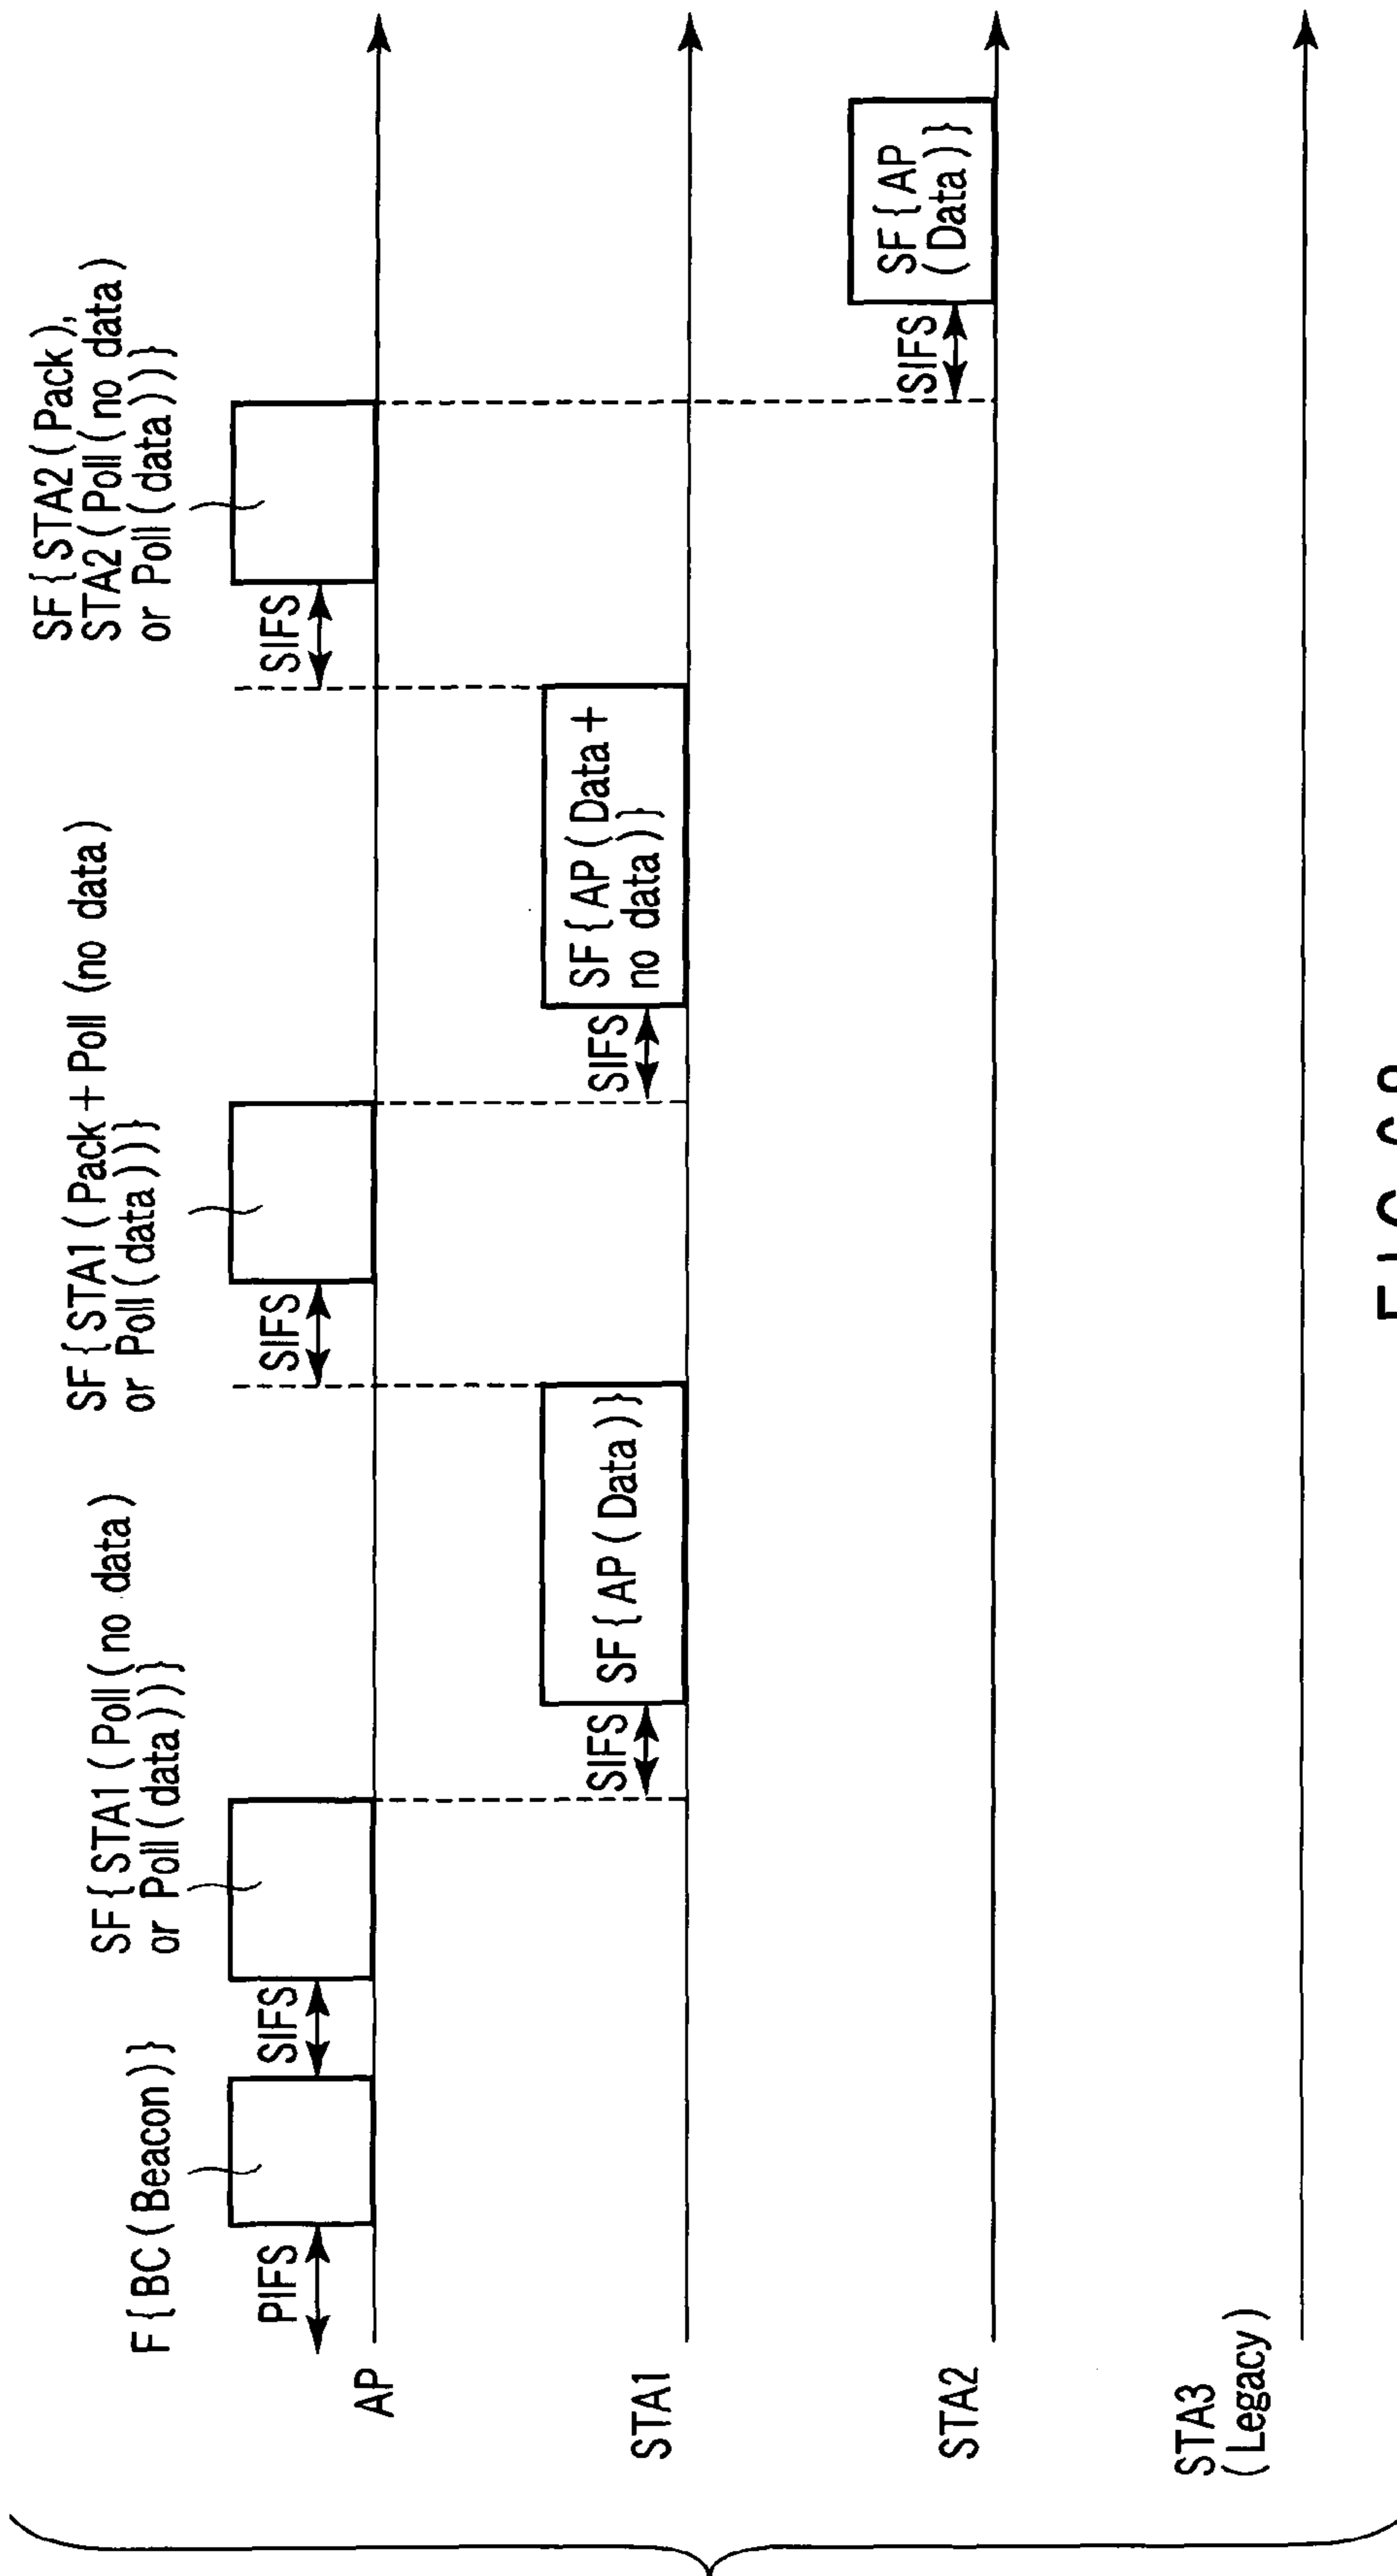 F{BC(Beacon)}
SF{STA1(Poll(no data)
or Poll(data))}
SF{STA1(Pack+Poll (no data)
or Poll(data))}
SF{STA2(Pack),
STA2(Poll(no data)
or Poll(data))}
PIFS
SIFS
SIFS
SIFS
AP
SIFS
SF{AP(Data)}
SIFS
SF{AP(Data+
no data)}
STA1
SIFS
SF{AP
(Data)}
STA2
STA3
(Legacy)